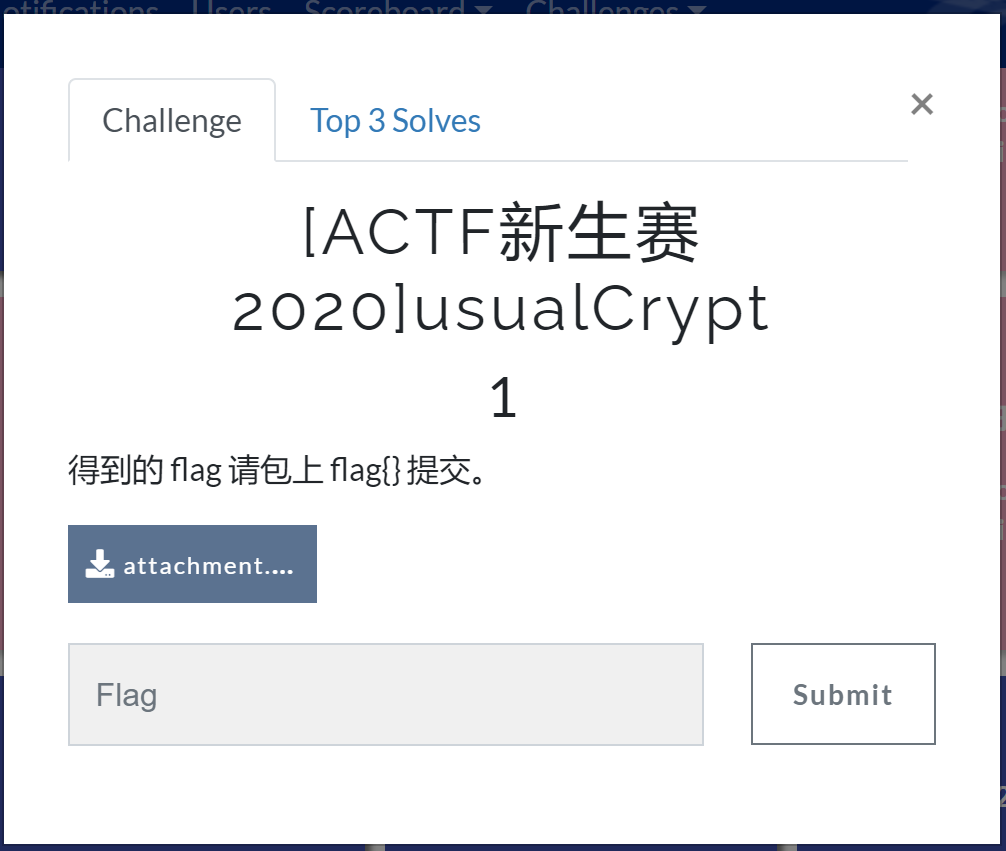 otifications Users Scoreboard Challenges
Challenge
Top 3 Solves
×
[ACTF新生赛
2020]usualCrypt
1
得到的 flag 请包上 flag{} 提交。
attachment....
Flag
Submit